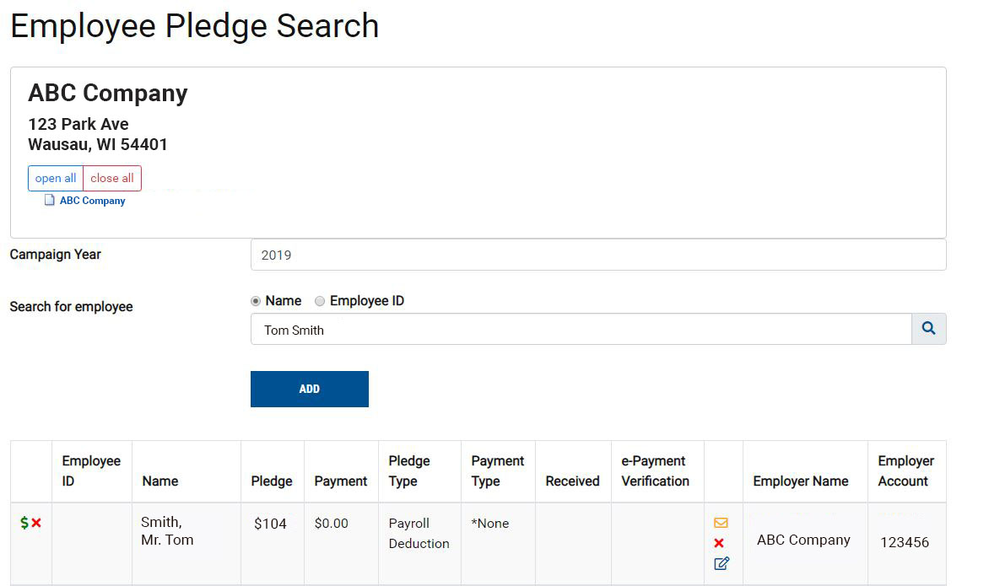 Employee Pledge Search
ABC Company
123 Park Ave
Wausau, WI 54401
open all close all
ABC Company
Campaign Year 2019
Search for employee Name Employee ID
Tom Smith
ADD
Employee ID Name Pledge Payment Pledge Type Payment Type Received e-Payment Verification Employer Name Employer Account
Smith, Mr. Tom $104 $0.00 Payroll Deduction *None ABC Company 123456